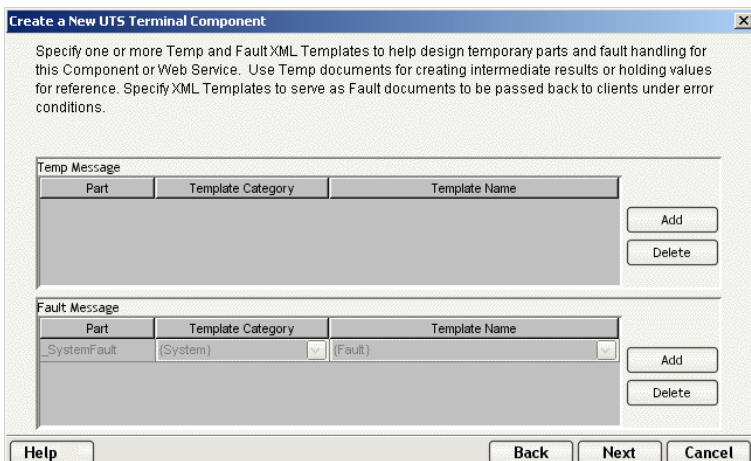 Create a New UTS Terminal Component
Specify one or more Temp and Fault XML Templates to help design temporary parts and fault handling for
this Component or Web Service. Use Temp documents for creating intermediate results or holding values
for reference. Specify XML Templates to serve as Fault documents to be passed back to clients under error
conditions.
Temp Message
Part Template Category Template Name
Add
Delete
Fault Message
Part Template Category Template Name
_SystemFault {System} {Fault}
Add
Delete
Help Back Next Cancel